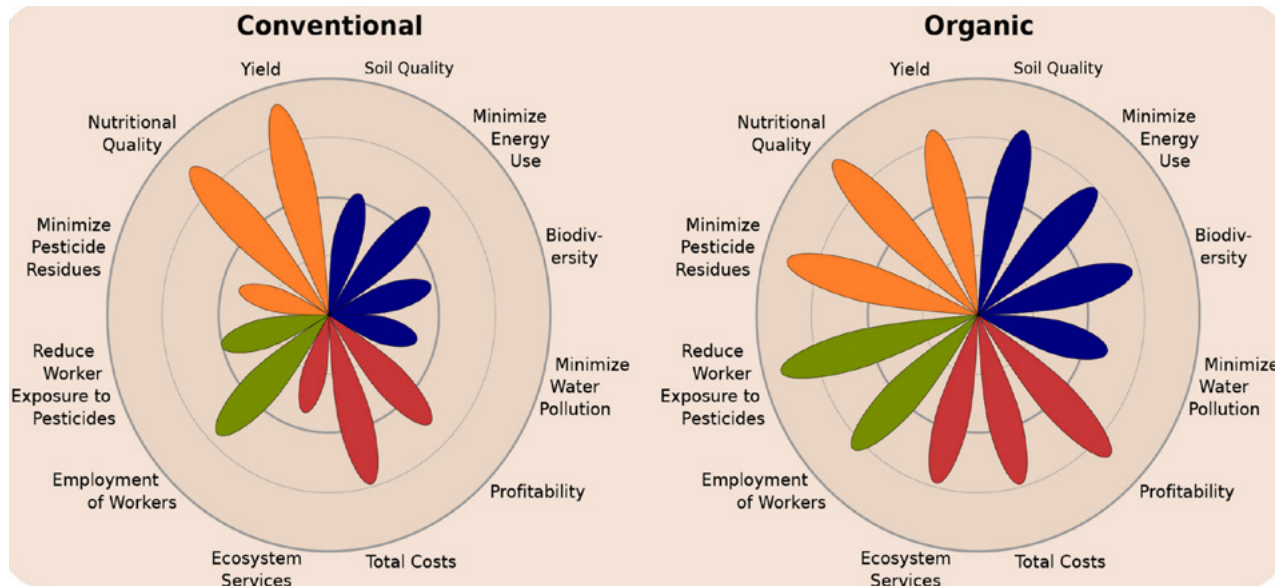 Conventional
Yield
Soil Quality
Nutritional
Quality
Minimize
Energy
Use
Minimize
Pesticide
Residues
Biodiv-
ersity
Reduce
Worker
Exposure to
Pesticides
Minimize
Water
Pollution
Employment
of Workers
Profitability
Ecosystem
Services
Total Costs
Organic
Yield
Soil Quality
Nutritional
Quality
Minimize
Energy
Use
Minimize
Pesticide
Residues
Biodiv-
ersity
Reduce
Worker
Exposure to
Pesticides
Minimize
Water
Pollution
Employment
of Workers
Profitability
Ecosystem
Services
Total Costs